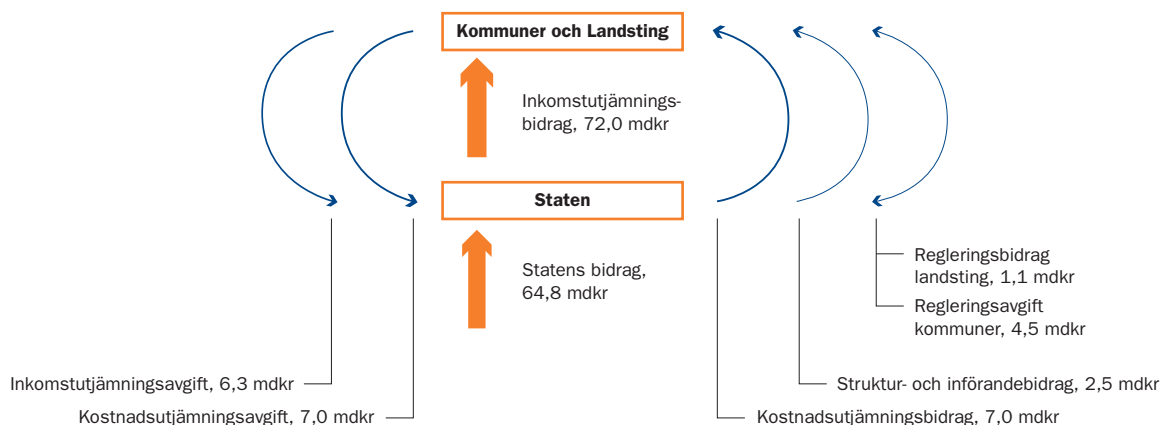 Kommuner och Landsting
Inkomstutjämnings-
bidrag, 72,0 mdkr
Staten
Statens bidrag,
64,8 mdkr
Regleringsbidrag
landsting, 1,1 mdkr
Regleringsavgift
kommuner, 4,5 mdkr
Inkomstutjämningsavgift, 6,3 mdkr
Struktur- och införandebidrag, 2,5 mdkr
Kostnadsutjämningsavgift, 7,0 mdkr
Kostnadsutjämningsbidrag, 7,0 mdkr